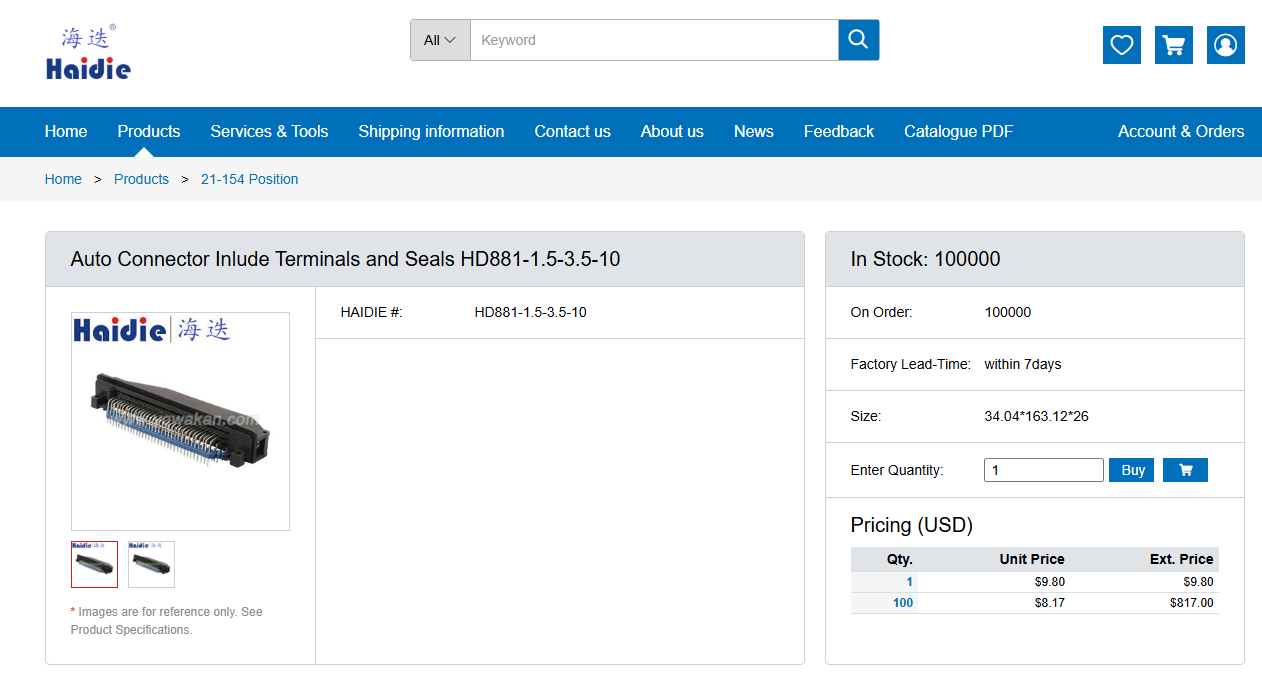 海迭®
Haidie
All
Keyword
Home Products Services & Tools Shipping information Contact us About us News Feedback Catalogue PDF Account & Orders
Home > Products > 21-154 Position
Auto Connector Inlude Terminals and Seals HD881-1.5-3.5-10
Haidie 海迭
HAIDIE #: HD881-1.5-3.5-10
* Images are for reference only. See
Product Specifications.
In Stock: 100000
On Order: 100000
Factory Lead-Time: within 7days
Size: 34.04*163.12*26
Enter Quantity: 1 Buy
Pricing (USD)
Qty. Unit Price Ext. Price
1 $9.80 $9.80
100 $8.17 $817.00